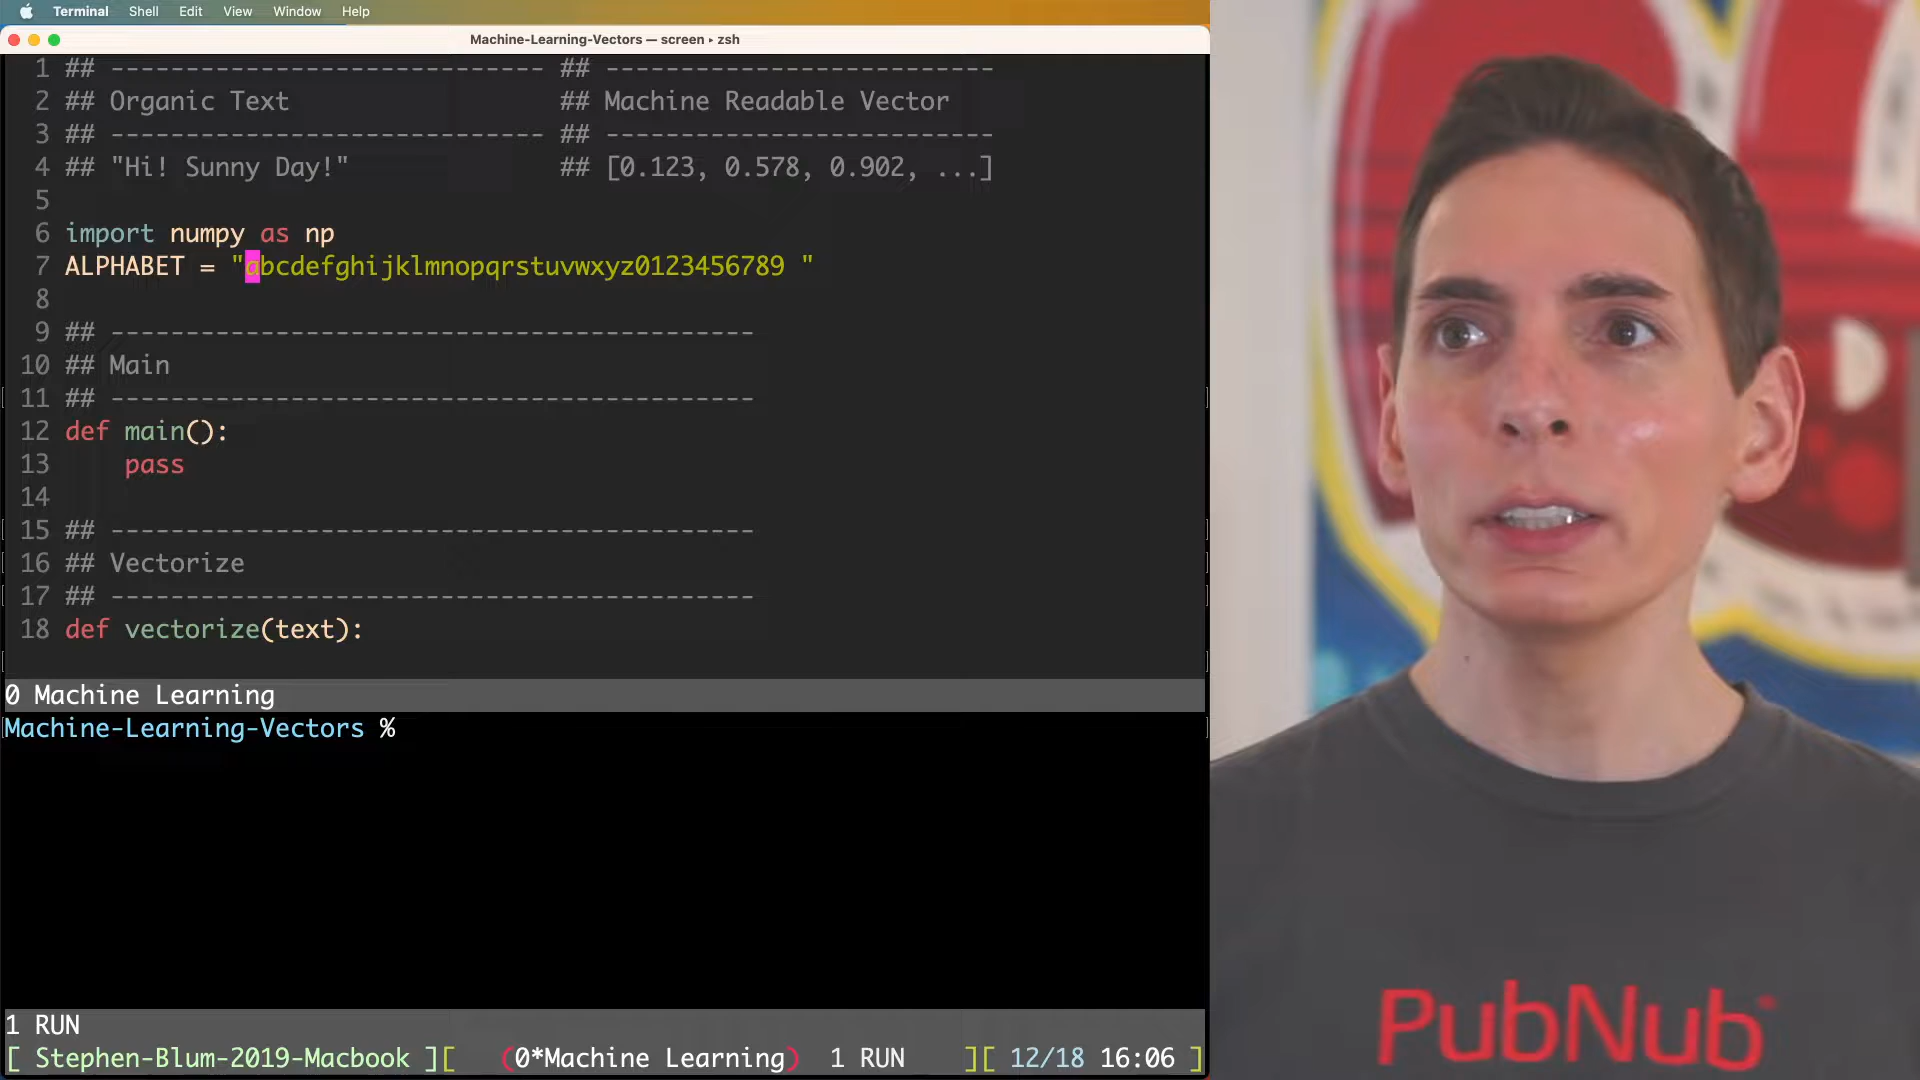 Terminal Shell Edit View Window Help
Machine-Learning-Vectors — screen ▸ zsh
1 ## ----------------------------- ## --------------------------
2 ## Organic Text ## Machine Readable Vector
3 ## ----------------------------- ## --------------------------
4 ## "Hi! Sunny Day!" ## [0.123, 0.578, 0.902, ...]
5
6 import numpy as np
7 ALPHABET = "abcdefghijklmnopqrstuvwxyz0123456789 "
8
9 ## -------------------------------------------
10 ## Main
11 ## -------------------------------------------
12 def main():
13 pass
14
15 ## -------------------------------------------
16 ## Vectorize
17 ## -------------------------------------------
18 def vectorize(text):
0 Machine Learning
Machine-Learning-Vectors %
1 RUN
[ Stephen-Blum-2019-Macbook ][ (0*Machine Learning) 1 RUN ][ 12/18 16:06 ]
PubNub